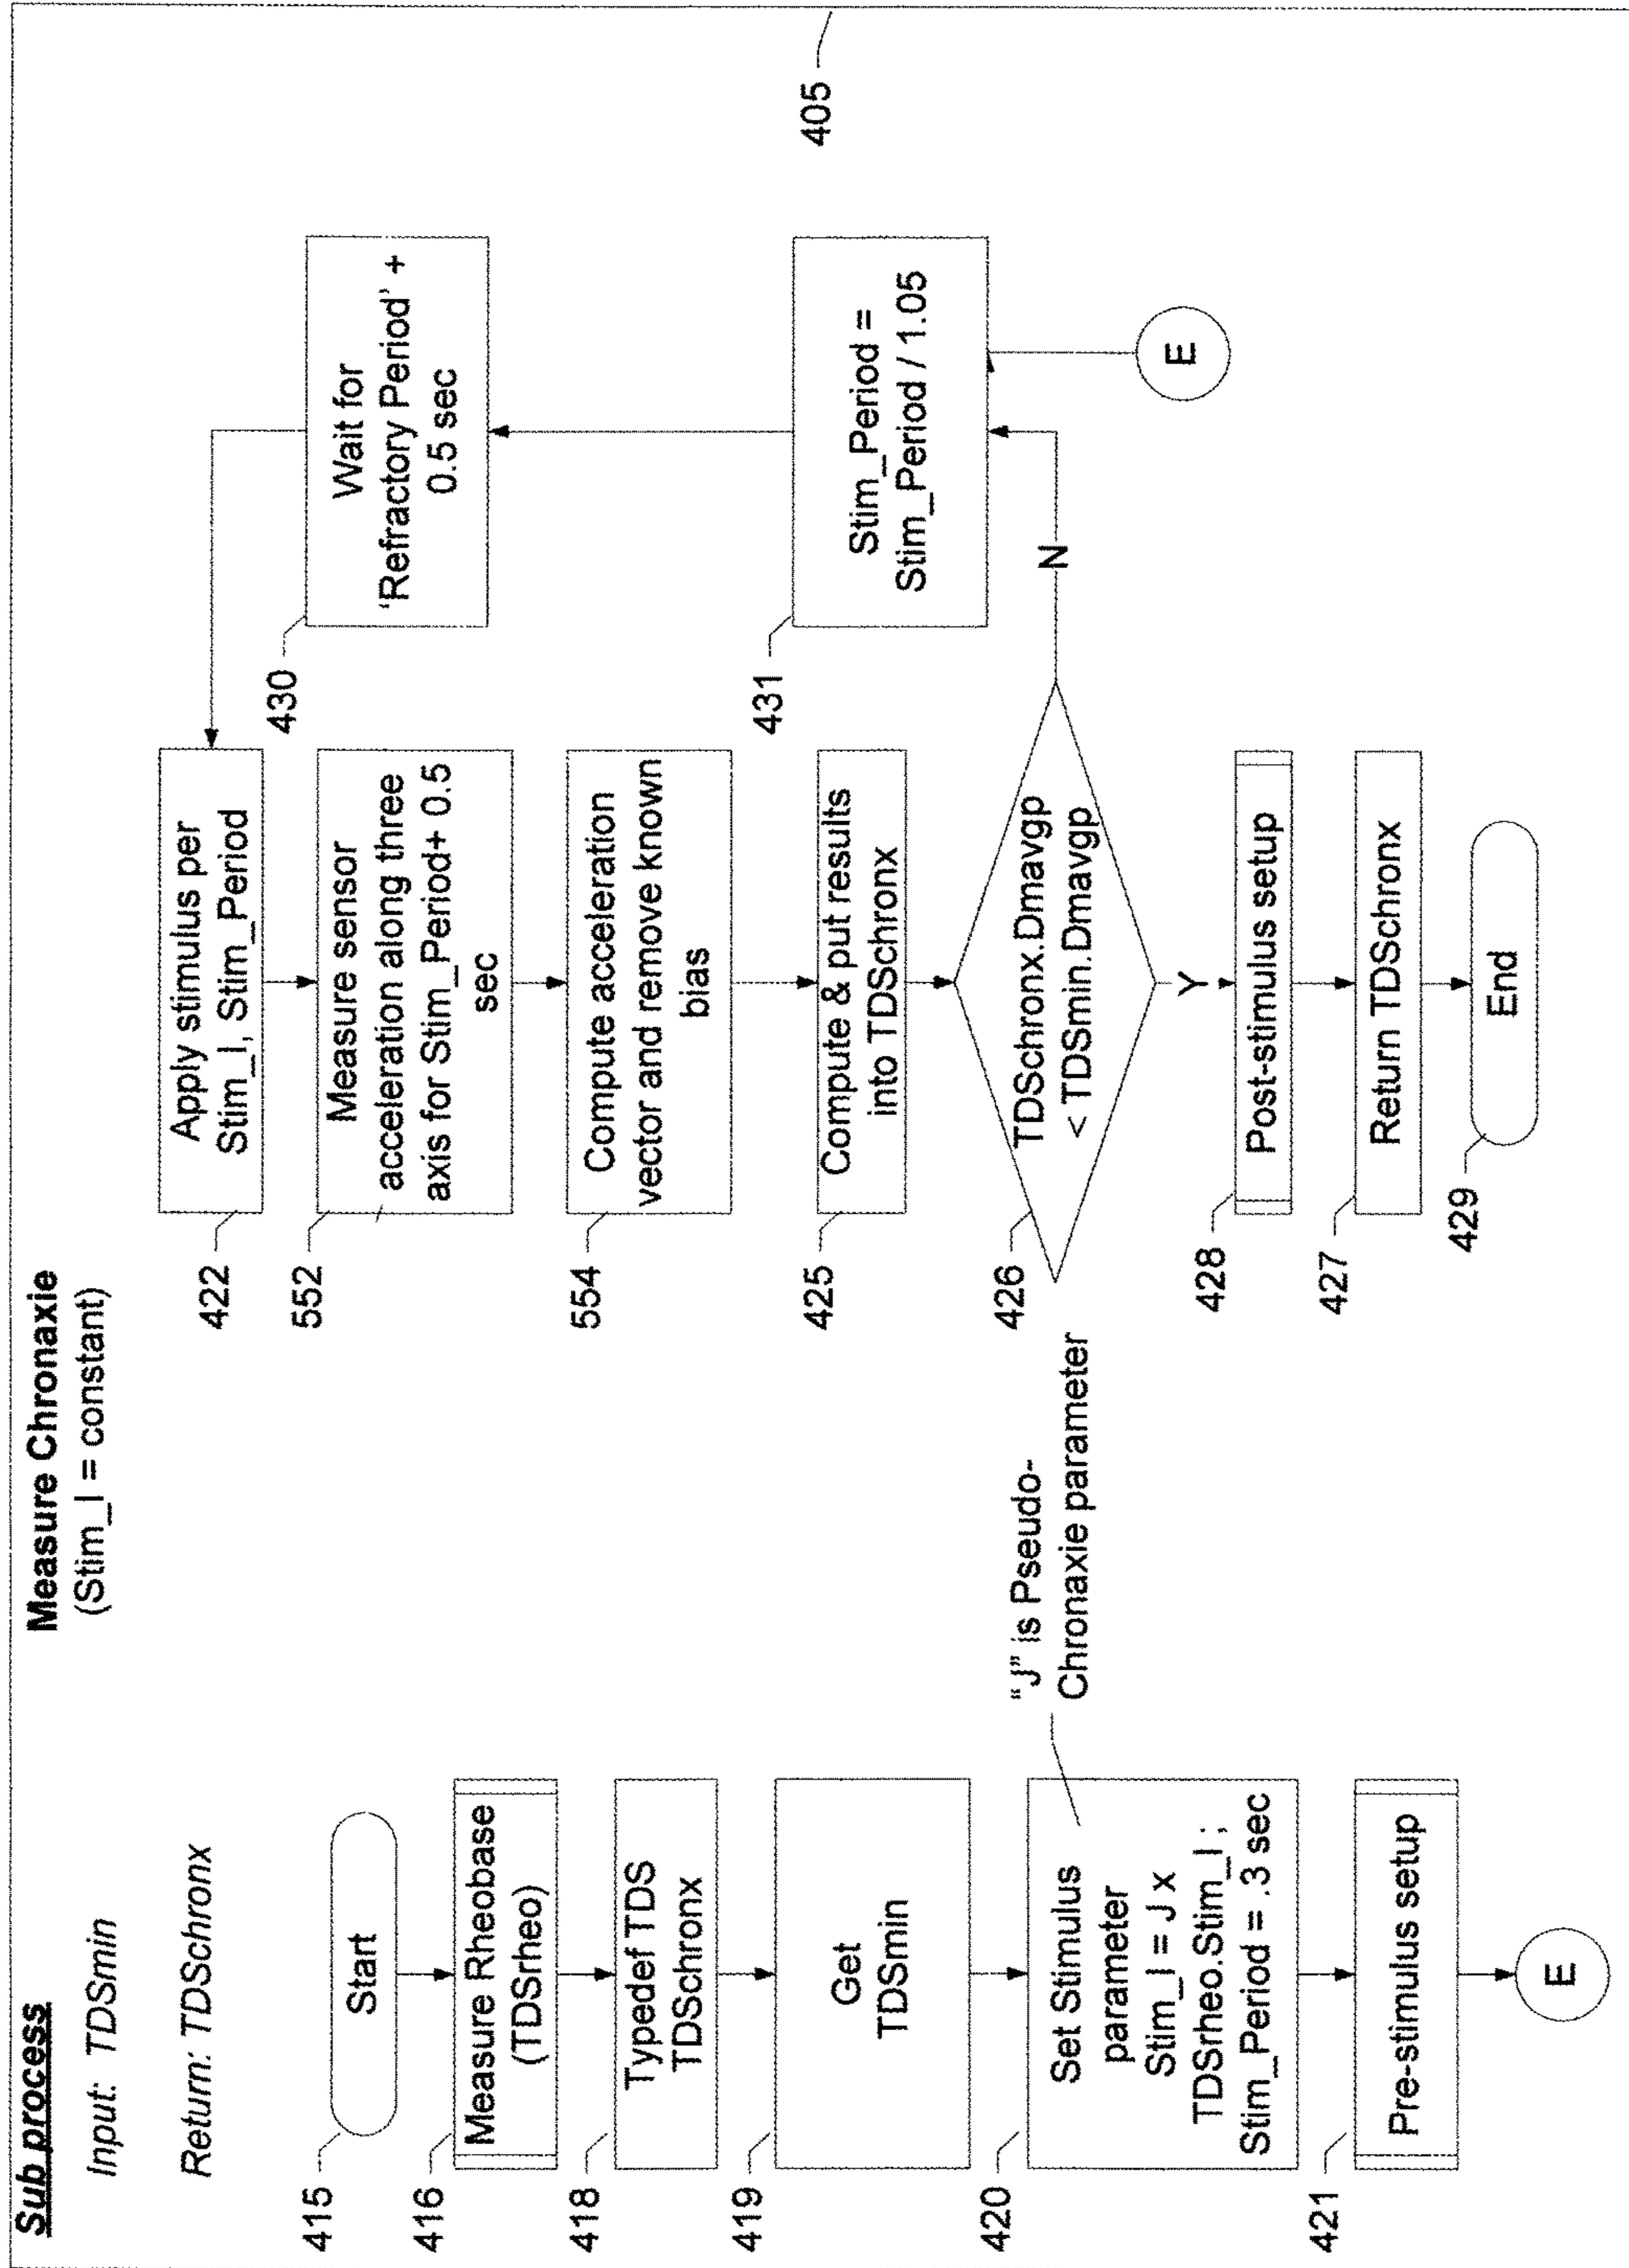 Sub process
Input: TDSmin
Return: TDSchronx
Measure Chronaxie
(Stim_I = constant)
415
Start
416
Measure Rheobase
(TDSrheo)
418
Typedef TDS
TDSchronx
419
Get
TDSmin
420
Set Stimulus
parameter
Stim_I = J x
TDSrheo.Stim_I ;
Stim_Period = .3 sec
"J" is Pseudo-
Chronaxie parameter
421
Pre-stimulus setup
E
422
Apply stimulus per
Stim_I, Stim_Period
552
Measure sensor
acceleration along three
axis for Stim_Period+ 0.5
sec
554
Compute acceleration
vector and remove known
bias
425
Compute & put results
into TDSchronx
426
TDSchronx.Dmavgp
< TDSmin.Dmavgp
Y
N
428
Post-stimulus setup
427
Return TDSchronx
429
End
430
Wait for
'Refractory Period' +
0.5 sec
431
Stim_Period =
Stim_Period / 1.05
E
405